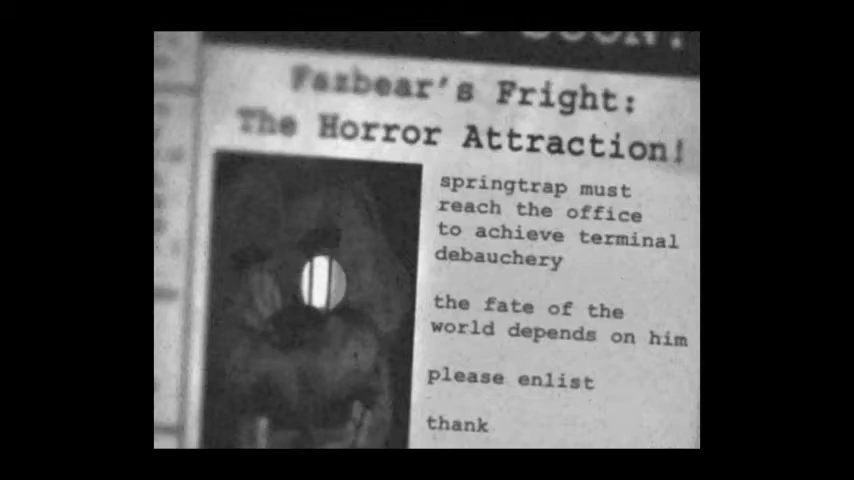 SOON!
Fazbear's Fright:
The Horror Attraction!
springtrap must
reach the office
to achieve terminal
debauchery
the fate of the
world depends on him
please enlist
thank